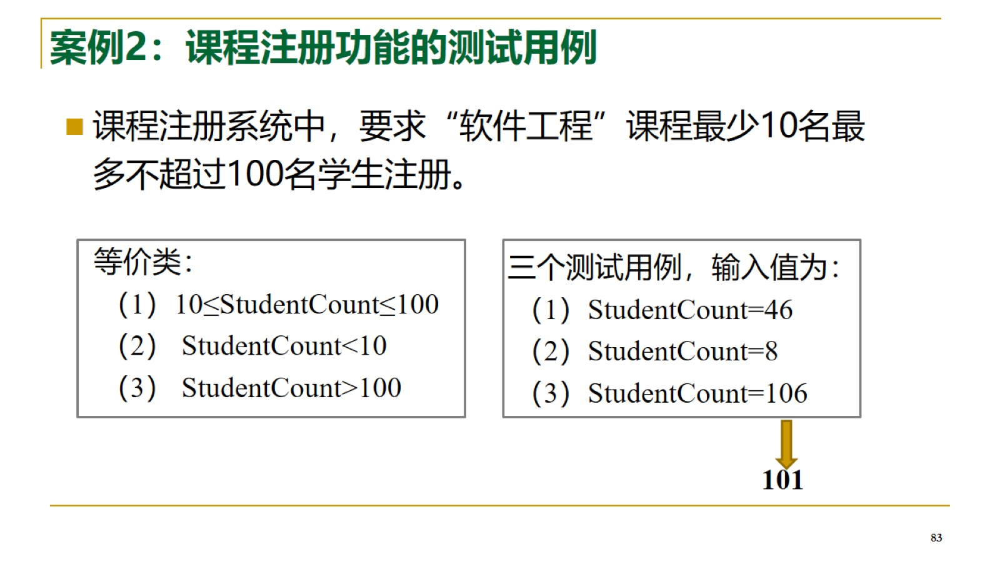 案例2：课程注册功能的测试用例
课程注册系统中，要求“软件工程”课程最少10名最
多不超过100名学生注册。
等价类：
（1）10≤StudentCount≤100
（2） StudentCount<10
（3） StudentCount>100
三个测试用例，输入值为：
（1）StudentCount=46
（2）StudentCount=8
（3）StudentCount=106
101
83